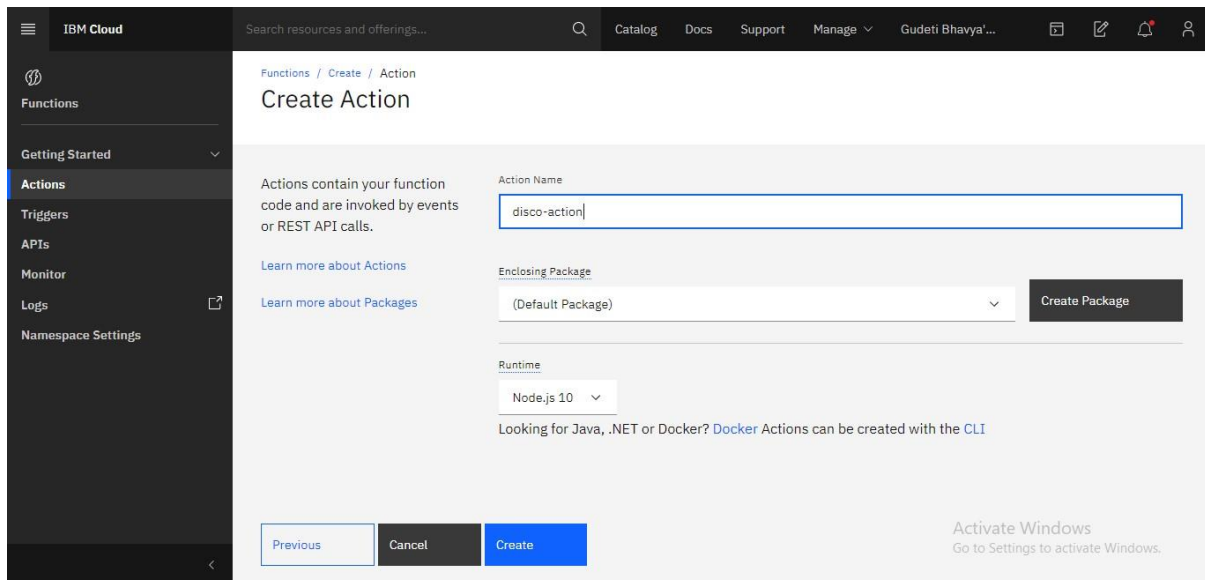 IBM Cloud
Search resources and offerings...
Catalog
Docs
Support
Manage
Gudeti Bhavya'...
Functions
Getting Started
Actions
Triggers
APIs
Monitor
Logs
Namespace Settings
Functions / Create / Action
Create Action
Actions contain your function
code and are invoked by events
or REST API calls.
Learn more about Actions
Learn more about Packages
Action Name
disco-action
Enclosing Package
(Default Package)
Create Package
Runtime
Node.js 10
Looking for Java, .NET or Docker? Docker Actions can be created with the CLI
Previous
Cancel
Create
Activate Windows
Go to Settings to activate Windows.